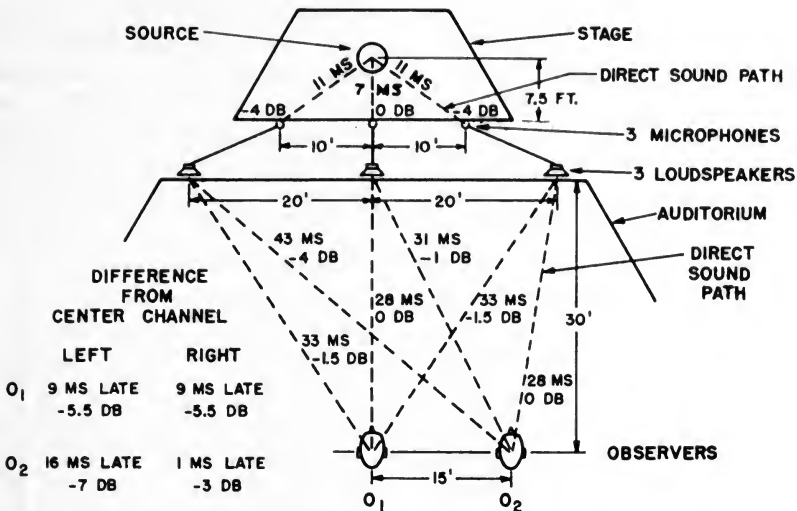 SOURCE
STAGE
11 MS
11 MS
7 MS
DIRECT SOUND PATH
7.5 FT.
-4 DB
0 DB
-4 DB
3 MICROPHONES
10'
10'
3 LOUDSPEAKERS
20'
20'
AUDITORIUM
43 MS
-4 DB
31 MS
-1 DB
DIRECT
SOUND
PATH
DIFFERENCE
FROM
CENTER CHANNEL
28 MS
0 DB
33 MS
-1.5 DB
30'
33 MS
-1.5 DB
28 MS
0 DB
LEFT RIGHT
O1 9 MS LATE 9 MS LATE
-5.5 DB -5.5 DB
OBSERVERS
O2 16 MS LATE 1 MS LATE
-7 DB -3 DB
15'
O1 O2